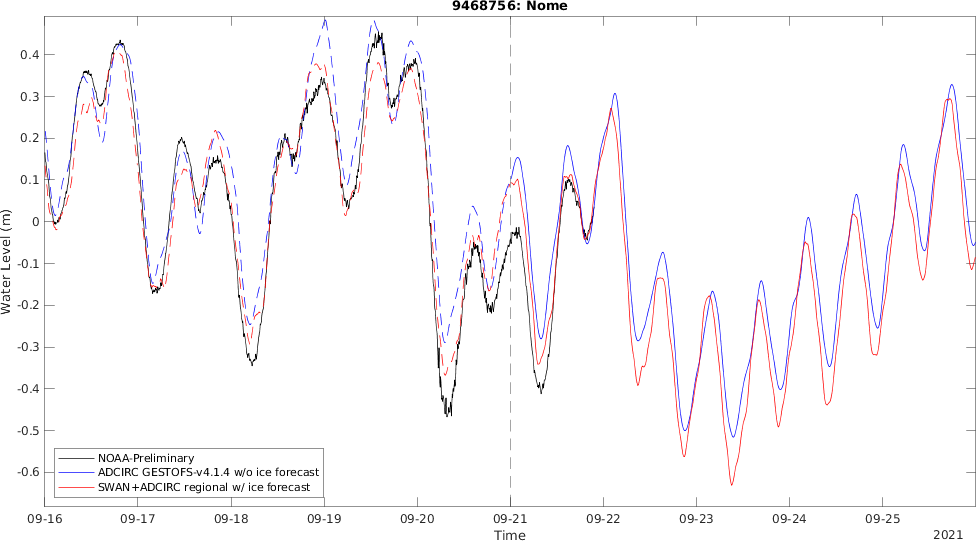 9468756: Nome
0.4
0.3
0.2
0.1
0
-0.1
-0.2
-0.3
-0.4
-0.5
-0.6
Water Level (m)
NOAA-Preliminary
ADCIRC GESTOFS-v4.1.4 w/o ice forecast
SWAN+ADCIRC regional w/ ice forecast
09-16 09-17 09-18 09-19 09-20 09-21 09-22 09-23 09-24 09-25
Time
2021